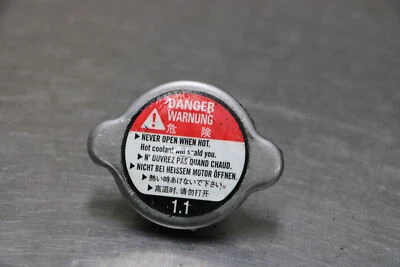 DANGER
WARNUNG
危 険
▶ NEVER OPEN WHEN HOT.
Hot coolant will scald you.
▶ N' OUVREZ PAS QUAND CHAUD.
▶ NICHT BEI HEISSEM MOTOR ÖFFNEN.
▶ 熱い時あけないで下さい。
▶ 高温时, 请勿打开
1.1